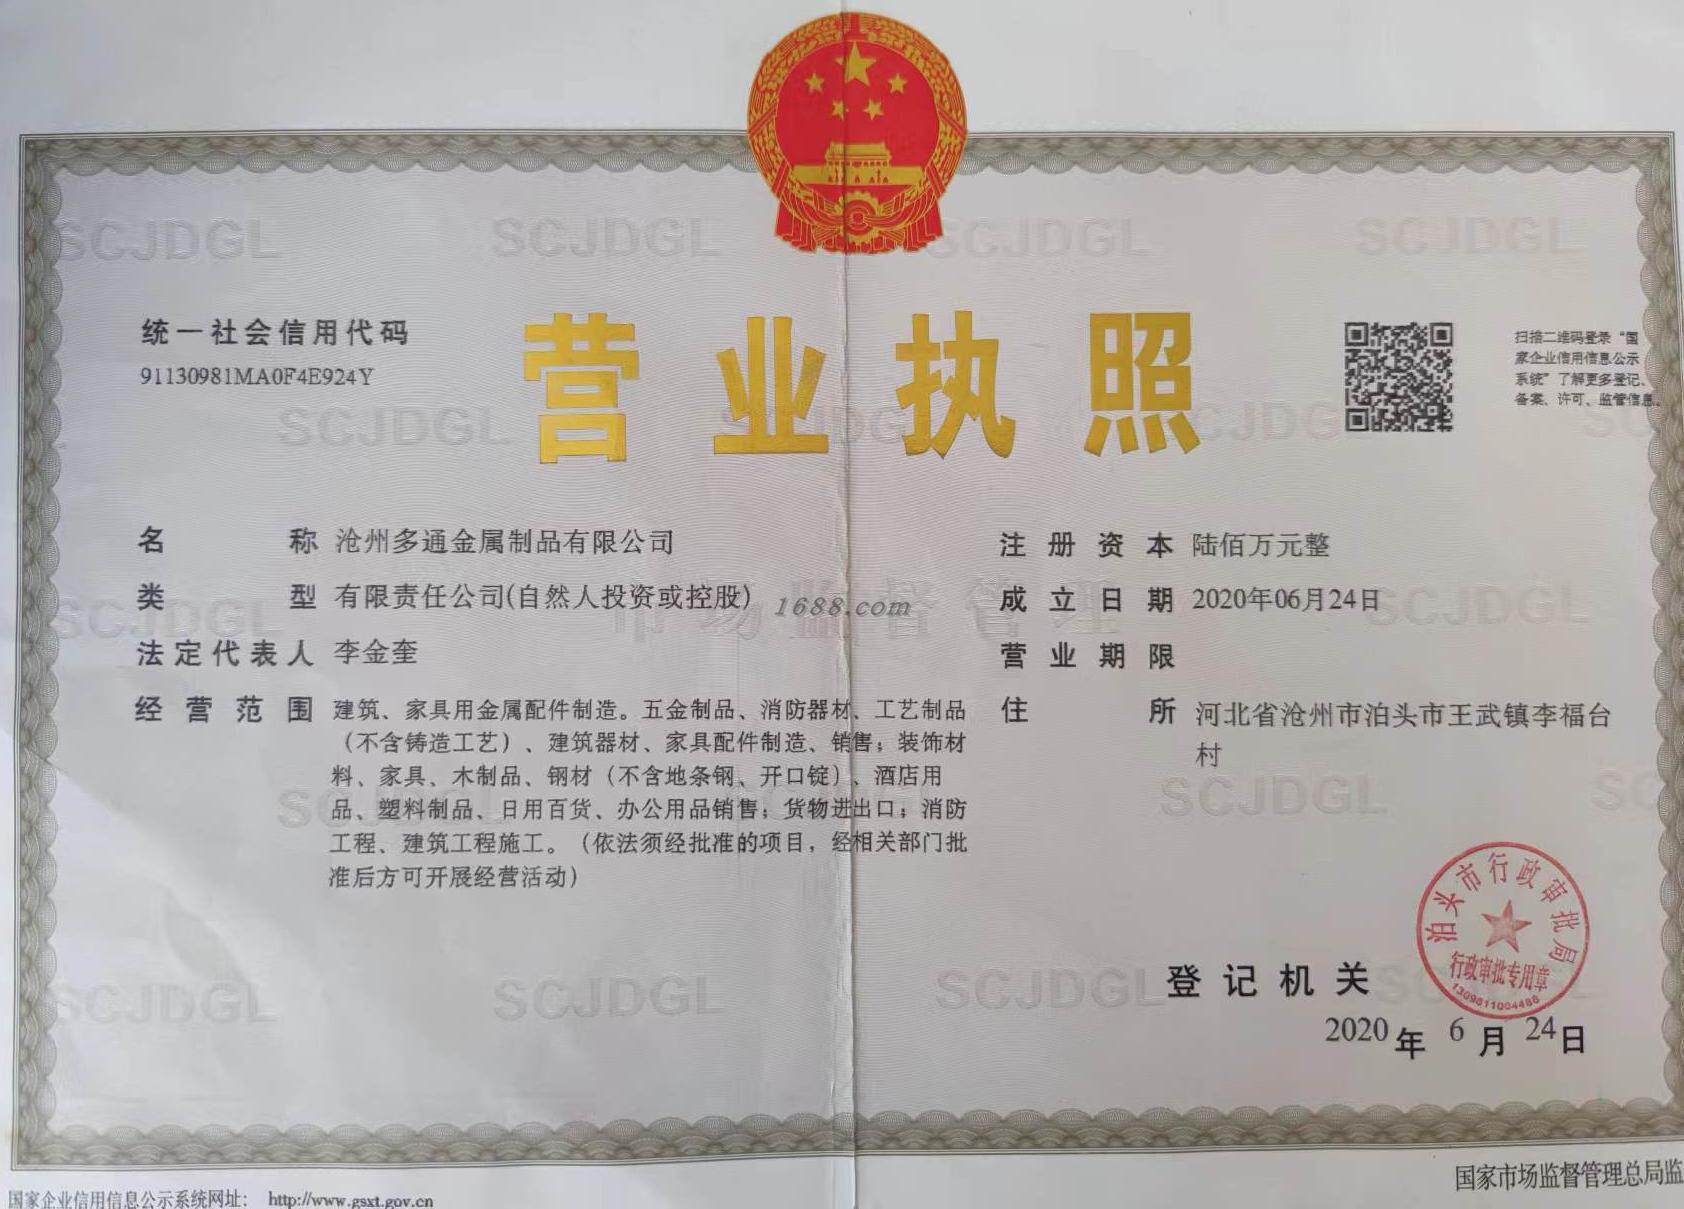 统一社会信用代码
91130981MA0F4E924Y
营业执照
扫描二维码登录“国
家企业信用信息公示
系统”了解更多登记、
备案、许可、监管信息。
名称 沧州多通金属制品有限公司
类型 有限责任公司(自然人投资或控股)
法定代表人 李金奎
经营范围 建筑、家具用金属配件制造。五金制品、消防器材、工艺制品
（不含铸造工艺）、建筑器材、家具配件制造、销售；装饰材
料、家具、木制品、钢材（不含地条钢、开口锭）、酒店用
品、塑料制品、日用百货、办公用品销售；货物进出口；消防
工程、建筑工程施工。（依法须经批准的项目，经相关部门批
准后方可开展经营活动）
1688.com
市场监督管理
注册资本 陆佰万元整
成立日期 2020年06月24日
营业期限
住所 河北省沧州市泊头市王武镇李福台
村
泊头市行政审批局
行政审批专用章
1309811004486
登记机关
2020年6月24日
国家企业信用信息公示系统网址： http://www.gsxt.gov.cn
国家市场监督管理总局监
SCJDGL